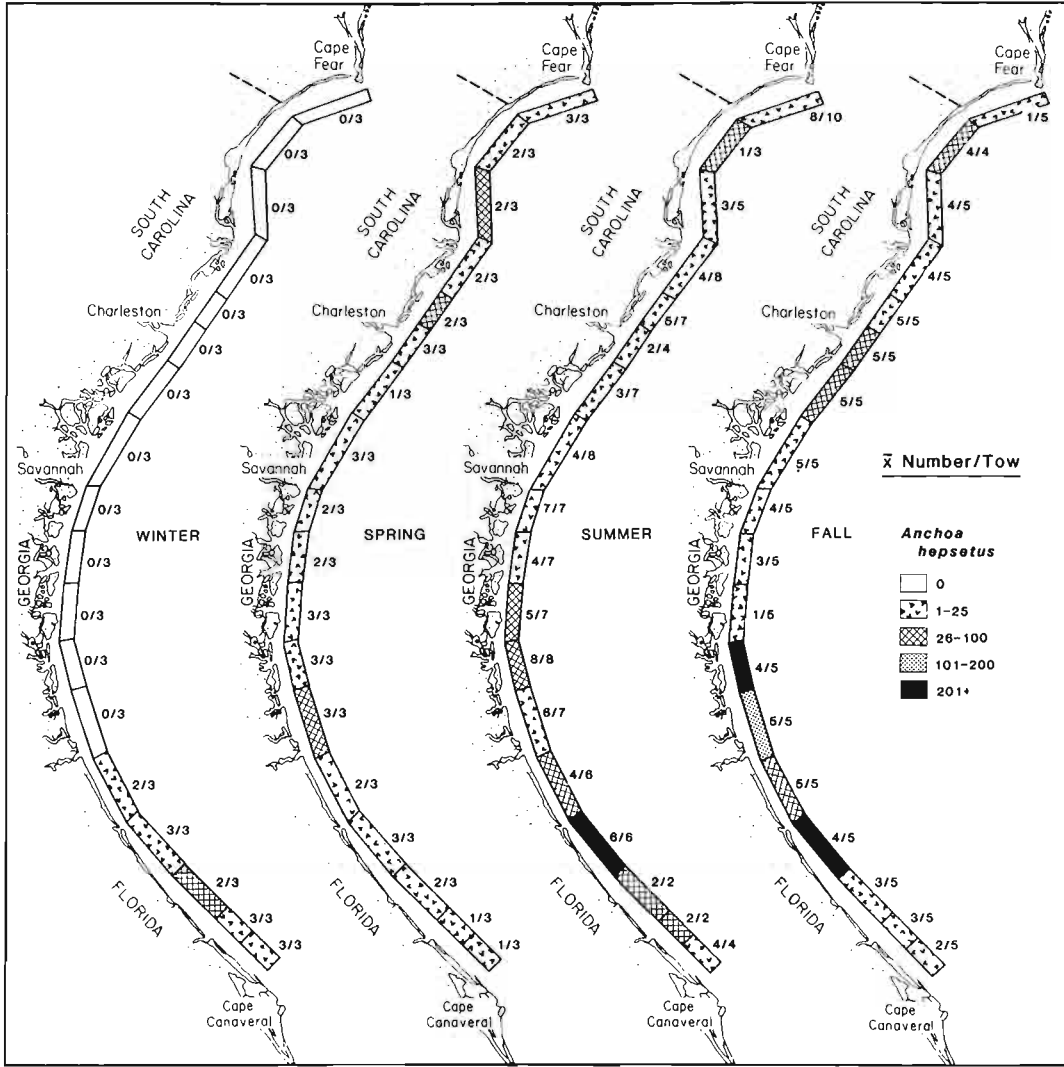 Cape
Fear
SOUTH
CAROLINA
Charleston
Savannah
GEORGIA
WINTER
FLORIDA
Cape
Canaveral
0/3
0/3
0/3
0/3
0/3
0/3
0/3
0/3
0/3
0/3
0/3
0/3
0/3
2/3
3/3
2/3
3/3
3/3
Cape
Fear
SOUTH
CAROLINA
Charleston
Savannah
GEORGIA
SPRING
FLORIDA
Cape
Canaveral
3/3
2/3
2/3
2/3
2/3
3/3
1/3
3/3
2/3
2/3
3/3
3/3
3/3
2/3
3/3
2/3
1/3
1/3
Cape
Fear
SOUTH
CAROLINA
Charleston
Savannah
GEORGIA
SUMMER
FLORIDA
Cape
Canaveral
8/10
1/3
3/5
4/8
5/7
2/4
3/7
4/8
7/7
4/7
5/7
8/8
6/7
4/6
6/6
2/2
2/2
4/4
Cape
Fear
SOUTH
CAROLINA
Charleston
Savannah
GEORGIA
FALL
FLORIDA
Cape
Canaveral
1/5
4/4
4/5
4/5
5/5
5/5
5/5
5/5
4/5
3/5
1/5
4/5
5/5
5/5
4/5
3/5
3/5
2/5
x̄ Number/Tow
Anchoa
hepsetus
0
1-25
26-100
101-200
201+